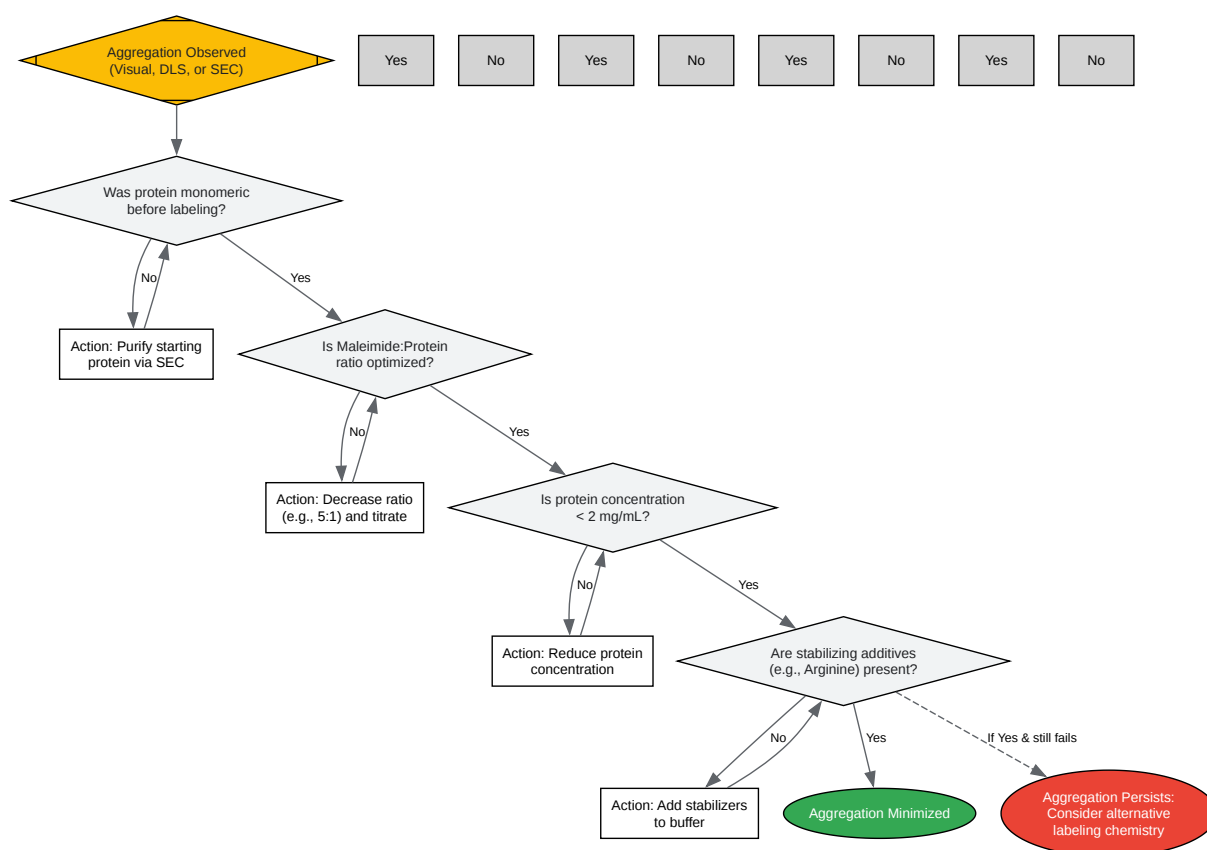 Aggregation Observed
(Visual, DLS, or SEC)
Yes
No
Yes
No
Yes
No
Yes
No
Was protein monomeric
before labeling?
No
Yes
Action: Purify starting
protein via SEC
Is Maleimide:Protein
ratio optimized?
No
Yes
Action: Decrease ratio
(e.g., 5:1) and titrate
Is protein concentration
< 2 mg/mL?
No
Yes
Action: Reduce protein
concentration
Are stabilizing additives
(e.g., Arginine) present?
No
Yes
If Yes & still fails
Action: Add stabilizers
to buffer
Aggregation Minimized
Aggregation Persists:
Consider alternative
labeling chemistry